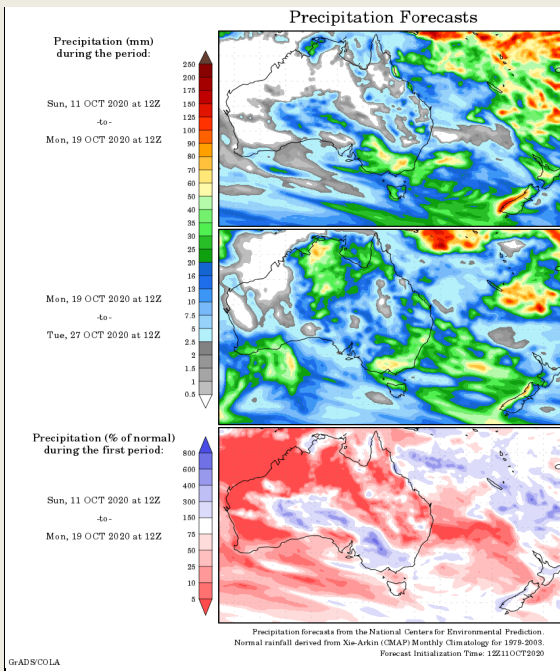 Precipitation Forecasts
Precipitation (mm)
during the period:
Sun, 11 OCT 2020 at 12Z
-to-
Mon, 19 OCT 2020 at 12Z
250
200
175
150
125
100
90
80
70
60
50
40
35
30
25
20
16
13
10
7.5
5
2.5
2
1.5
1
0.5
Mon, 19 OCT 2020 at 12Z
-to-
Tue, 27 OCT 2020 at 12Z
Precipitation (% of normal)
during the first period:
Sun, 11 OCT 2020 at 12Z
-to-
Mon, 19 OCT 2020 at 12Z
800
600
400
300
150
75
50
25
10
5
Precipitation forecasts from the National Centers for Environmental Prediction.
Normal rainfall derived from Xie-Arkin (CMAP) Monthly Climatology for 1979-2003.
Forecast Initialization Time: 12Z11OCT2020
GrADS/COLA